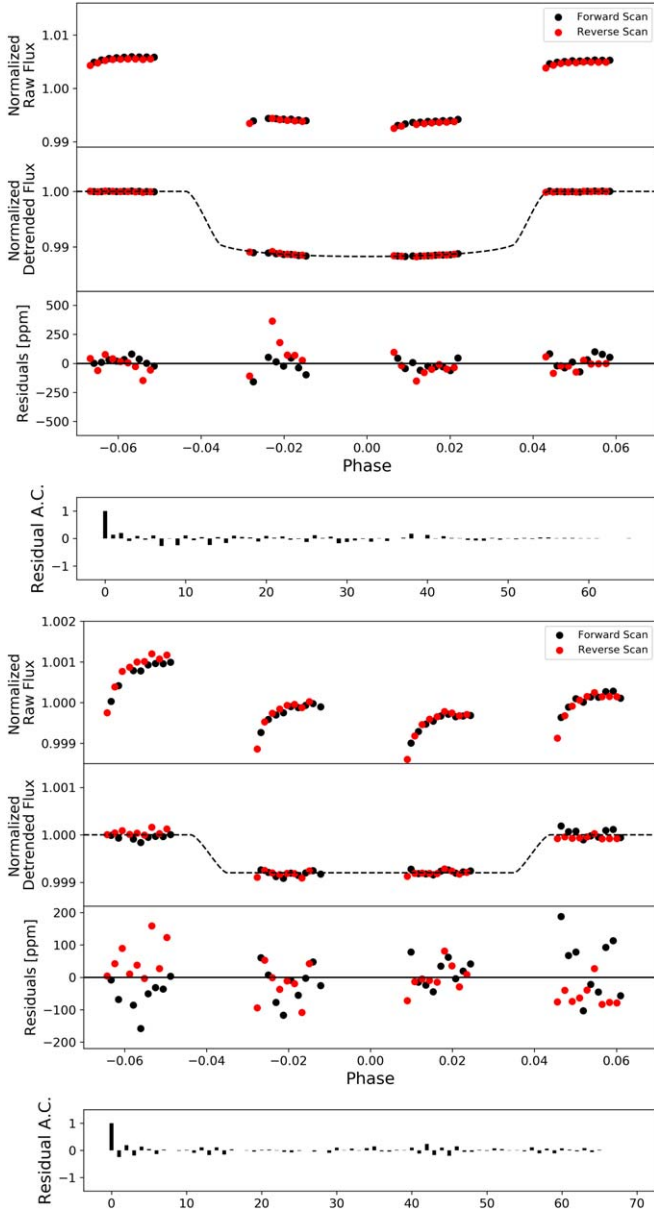 Forward Scan
Reverse Scan
Normalized
Raw Flux
1.01
1.00
0.99
Normalized
Detrended Flux
1.00
0.99
Residuals [ppm]
500
250
0
−250
−500
−0.06 −0.04 −0.02 0.00 0.02 0.04 0.06
Phase
Residual A.C.
1
0
−1
0 10 20 30 40 50 60
Forward Scan
Reverse Scan
Normalized
Raw Flux
1.002
1.001
1.000
0.999
Normalized
Detrended Flux
1.001
1.000
0.999
Residuals [ppm]
200
100
0
−100
−200
−0.06 −0.04 −0.02 0.00 0.02 0.04 0.06
Phase
Residual A.C.
1
0
−1
0 10 20 30 40 50 60 70